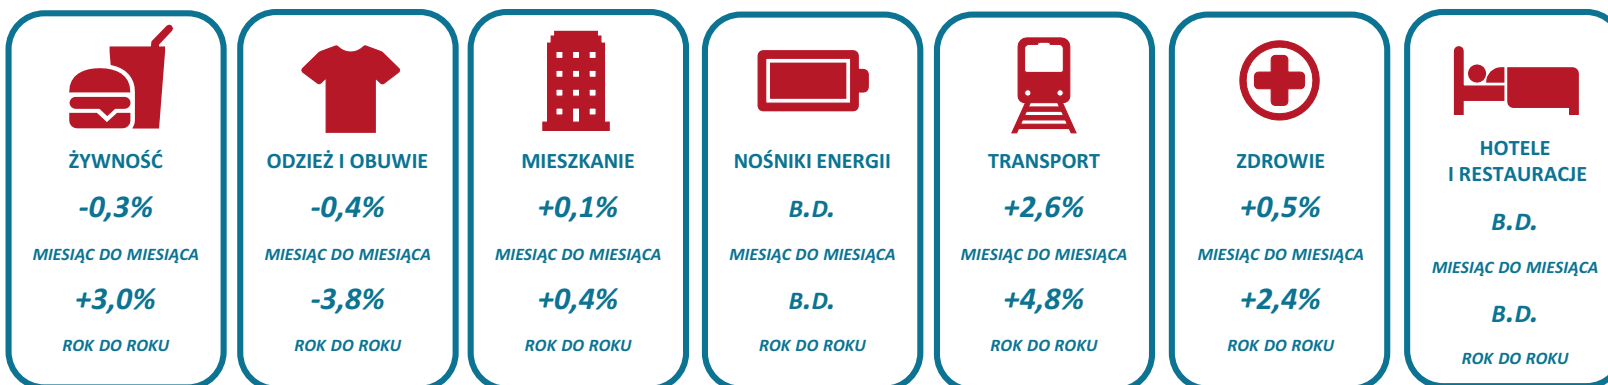 ŻYWNOŚĆ
-0,3%
MIESIĄC DO MIESIĄCA
+3,0%
ROK DO ROKU
ODZIEŻ I OBUWIE
-0,4%
MIESIĄC DO MIESIĄCA
-3,8%
ROK DO ROKU
MIESZKANIE
+0,1%
MIESIĄC DO MIESIĄCA
+0,4%
ROK DO ROKU
NOŚNIKI ENERGII
B.D.
MIESIĄC DO MIESIĄCA
B.D.
ROK DO ROKU
TRANSPORT
+2,6%
MIESIĄC DO MIESIĄCA
+4,8%
ROK DO ROKU
ZDROWIE
+0,5%
MIESIĄC DO MIESIĄCA
+2,4%
ROK DO ROKU
HOTELE
I RESTAURACJE
B.D.
MIESIĄC DO MIESIĄCA
B.D.
ROK DO ROKU